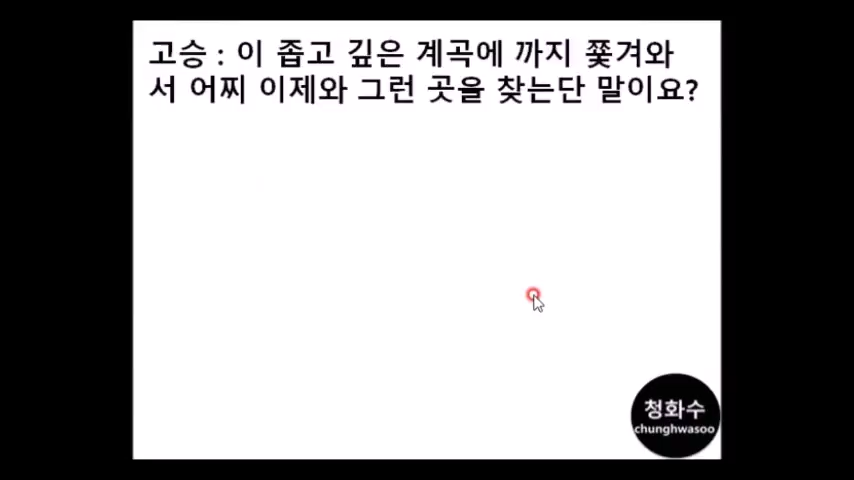 고승 : 이 좁고 깊은 계곡에 까지 쫓겨와
서 어찌 이제와 그런 곳을 찾는단 말이요?
청화수
chunghwasoo